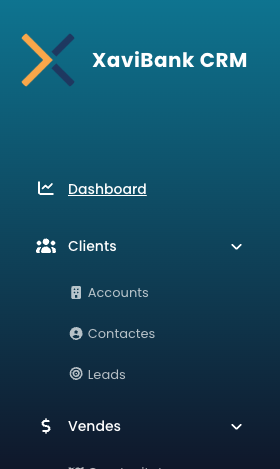 XaviBank CRM
Dashboard
Clients
Accounts
Contactes
Leads
Vendes